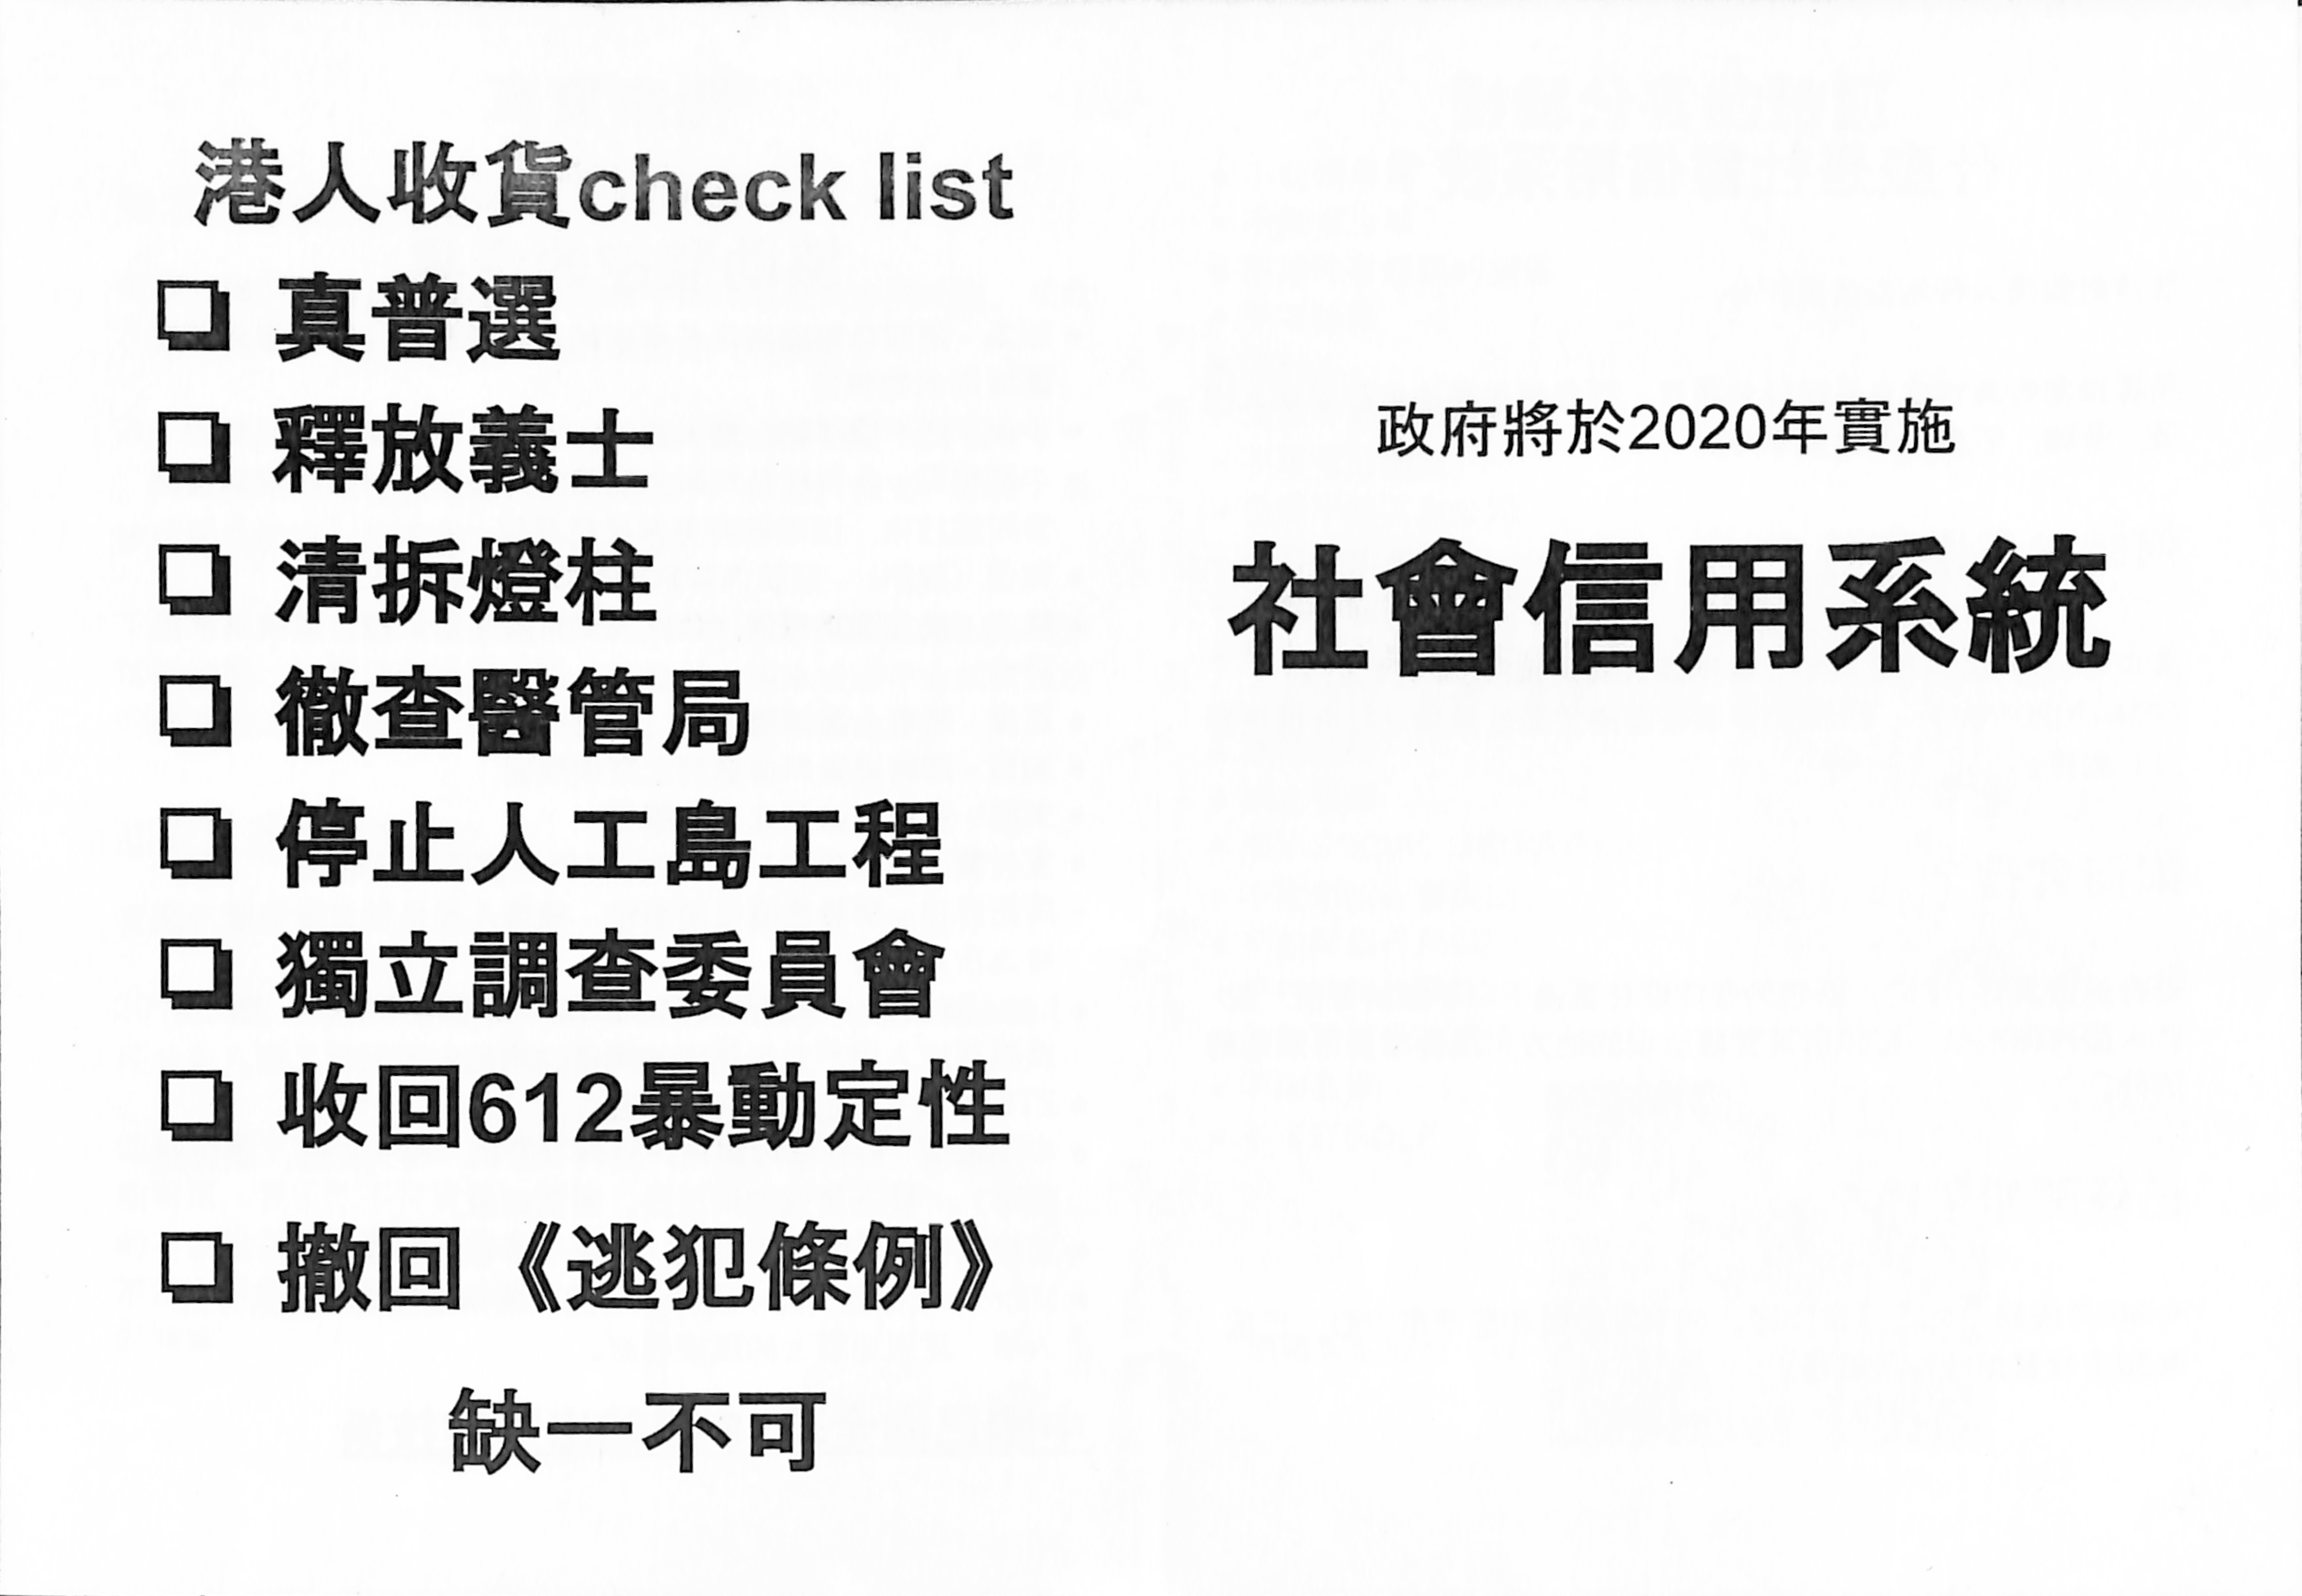 港人收貨check list
真普選
釋放義士
清拆燈柱
徹查醫管局
停止人工島工程
獨立調查委員會
收回612暴動定性
撤回《逃犯條例》
缺一不可
政府將於2020年實施
社會信用系統